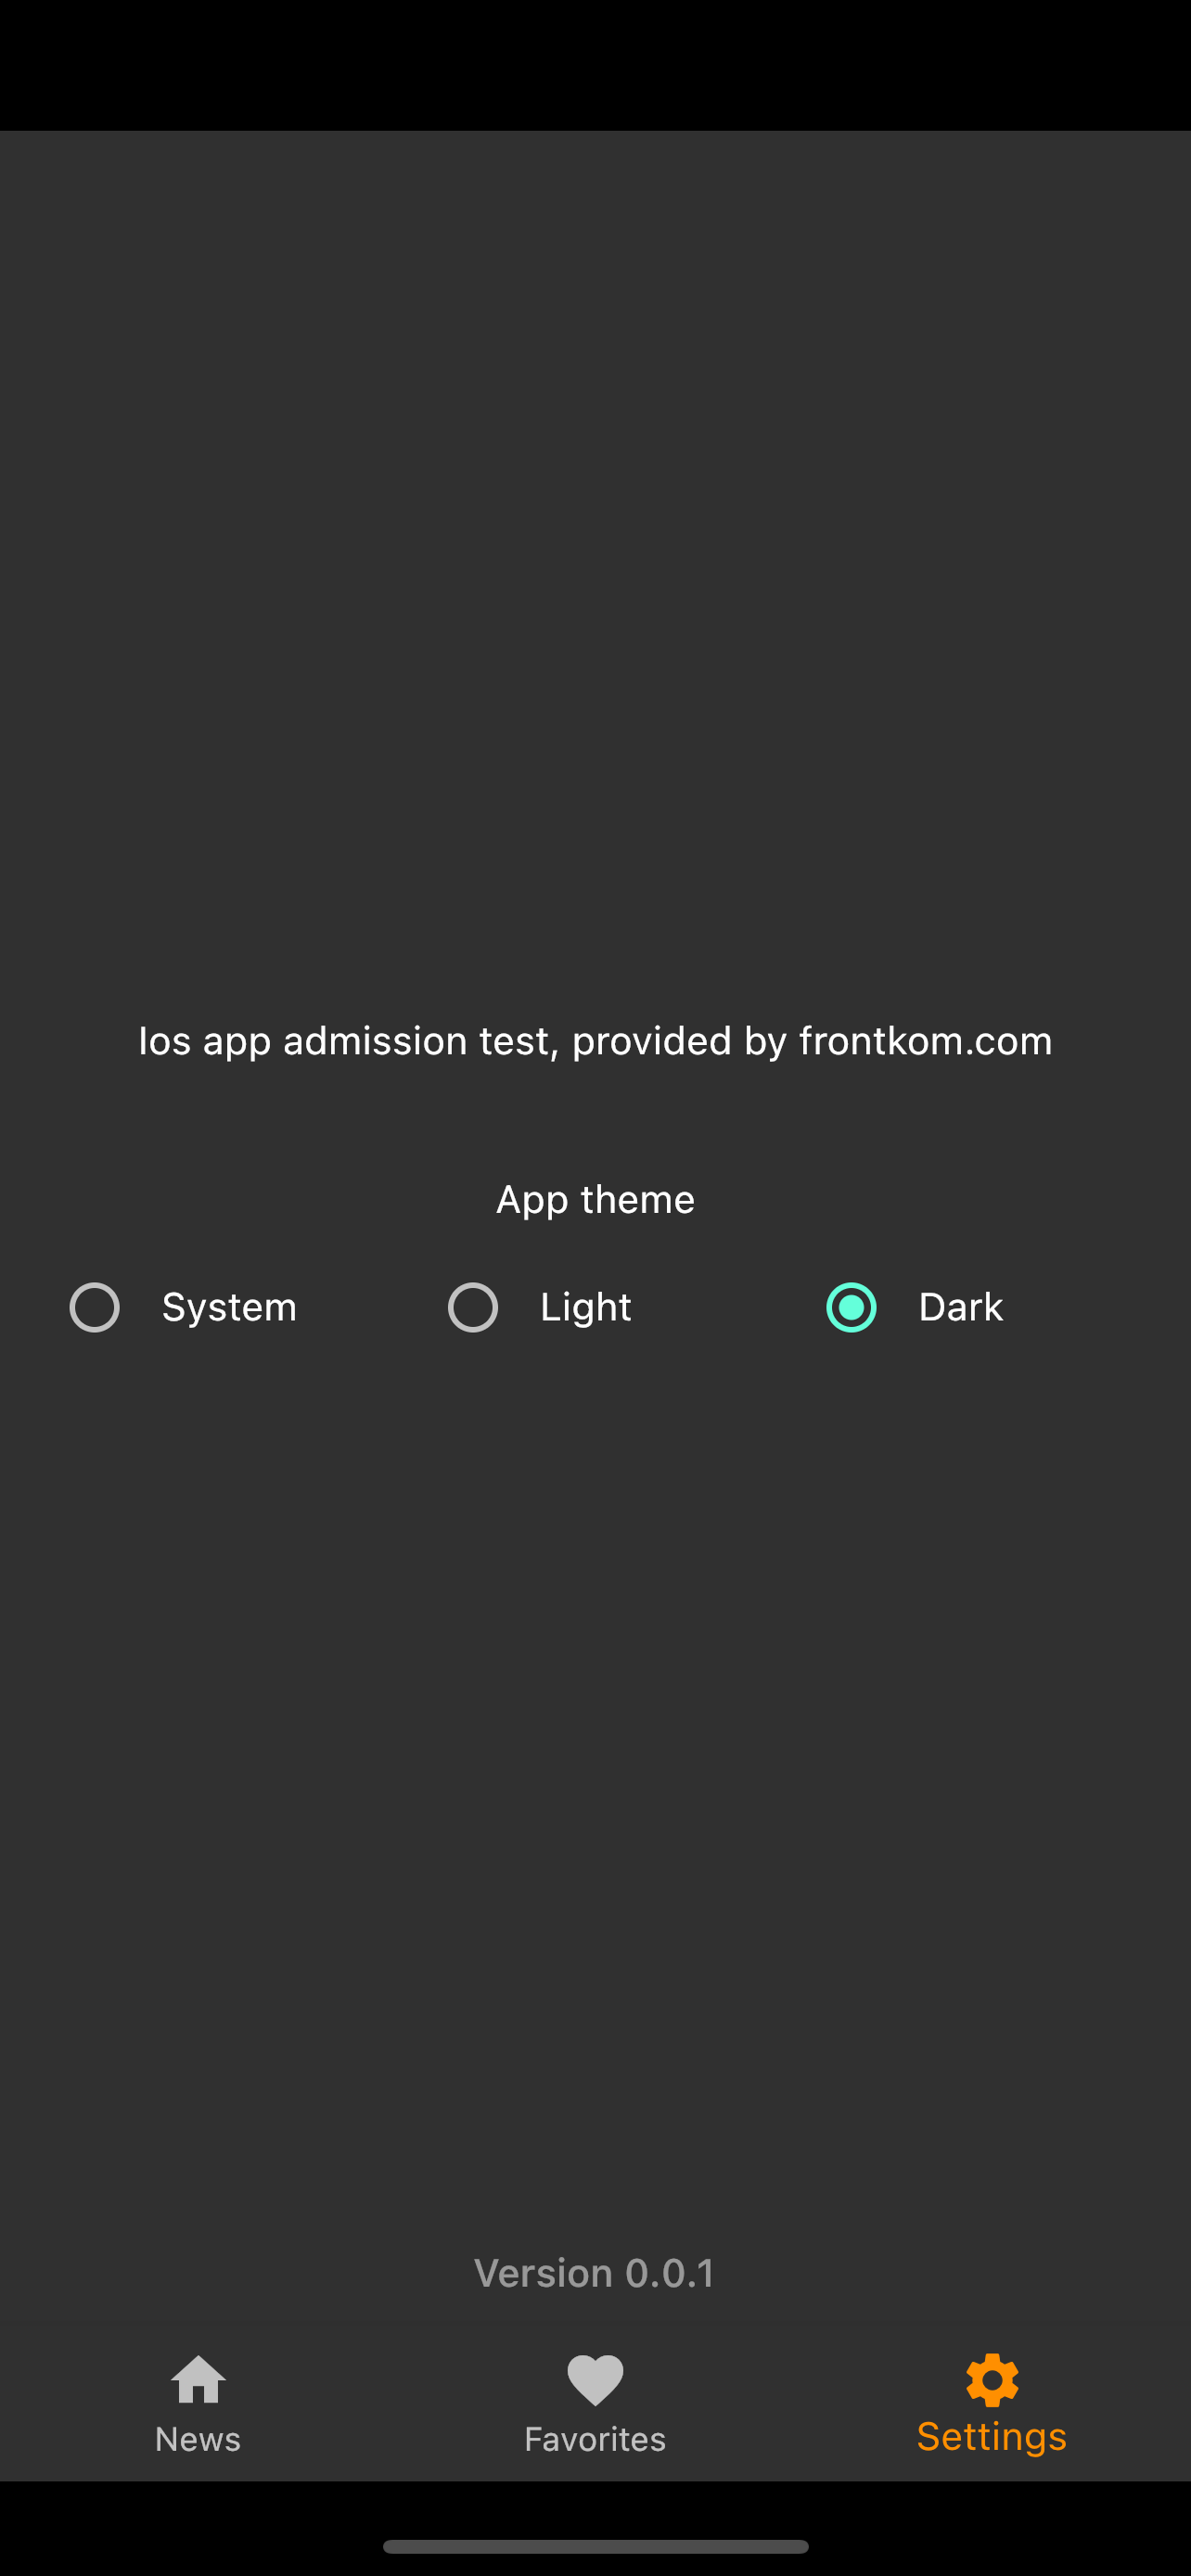 Ios app admission test, provided by frontkom.com
App theme
System
Light
Dark
Version 0.0.1
News
Favorites
Settings